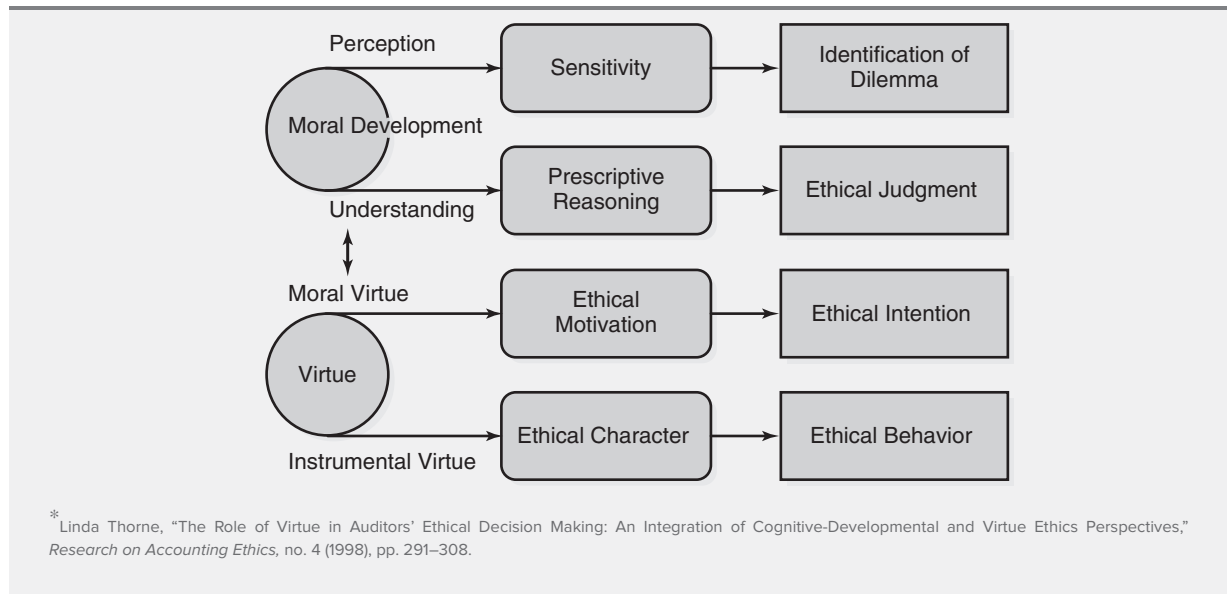 Perception
Sensitivity
Identification of
Dilemma
Moral Development
Prescriptive
Reasoning
Ethical Judgment
Understanding
Moral Virtue
Ethical
Motivation
Ethical Intention
Virtue
Ethical Character
Ethical Behavior
Instrumental Virtue
*Linda Thorne, “The Role of Virtue in Auditors’ Ethical Decision Making: An Integration of Cognitive-Developmental and Virtue Ethics Perspectives,”
Research on Accounting Ethics, no. 4 (1998), pp. 291–308.